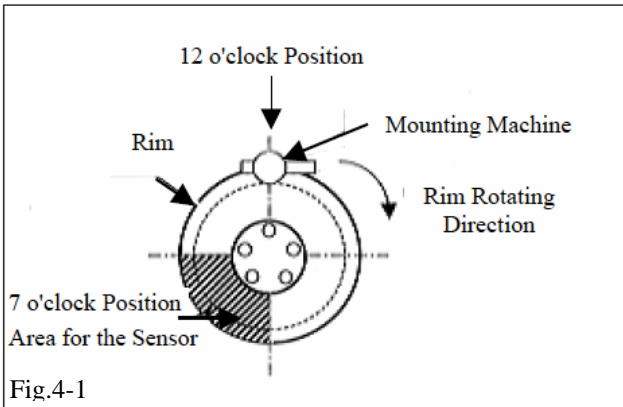 12 o'clock Position
Mounting Machine
Rim
Rim Rotating
Direction
7 o'clock Position
Area for the Sensor
Fig.4-1